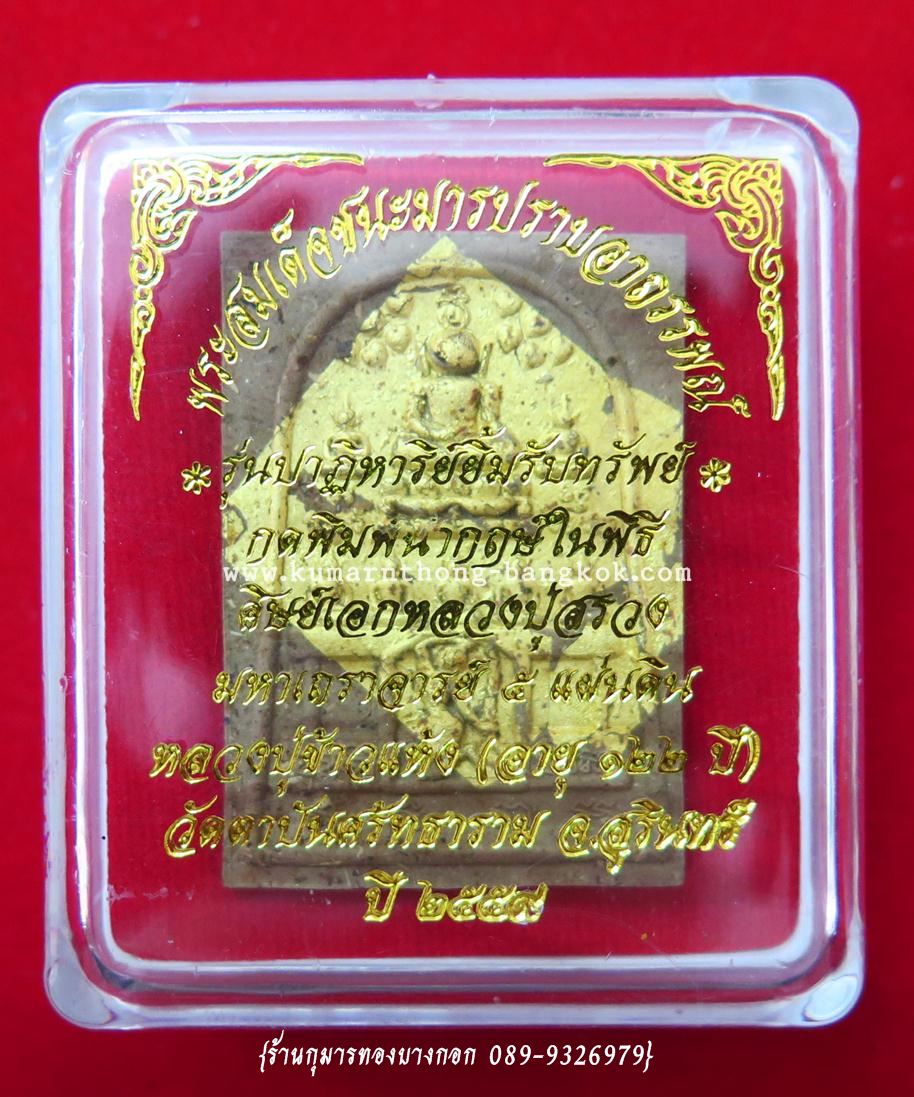 พระสมเด็จชนะมารปราบอาถรรพณ์
* รุ่นปาฏิหาริย์ยิ้มรับทรัพย์ *
กดพิมพ์นำฤกษ์ในพิธี
www.kumarnthong-bangkok.com
ศิษย์เอกหลวงปู่สรวง
มหาเถราจารย์ ๕ แผ่นดิน
หลวงปู่ข้าวแห้ง (อายุ ๑๒๒ ปี)
วัดตาปันศรัทธาราม จ.สุรินทร์
ปี ๒๕๕๙
{ร้านกุมารทองบางกอก 089-9326979}